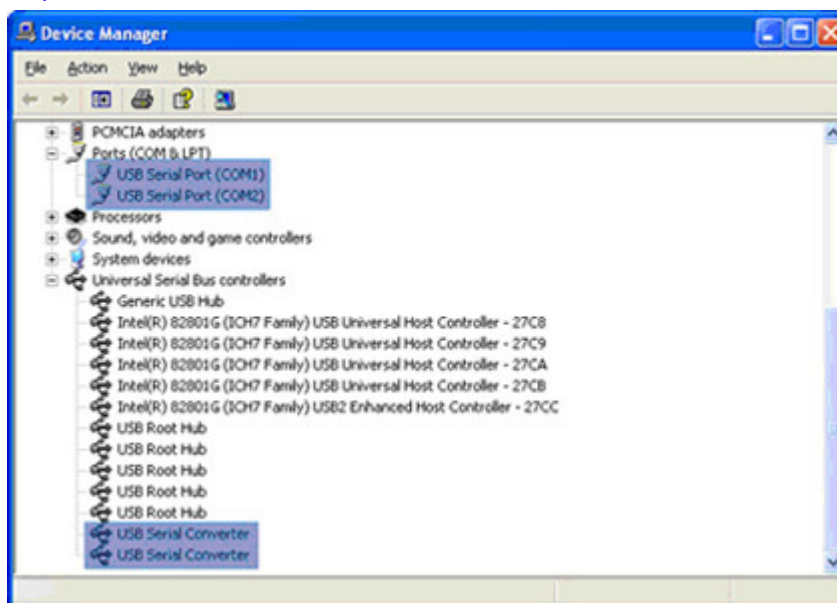 Device Manager
File Action View Help
PCMCIA adapters
Ports (COM & LPT)
USB Serial Port (COM1)
USB Serial Port (COM2)
Processors
Sound, video and game controllers
System devices
Universal Serial Bus controllers
Generic USB Hub
Intel(R) 82801G (ICH7 Family) USB Universal Host Controller - 27C8
Intel(R) 82801G (ICH7 Family) USB Universal Host Controller - 27C9
Intel(R) 82801G (ICH7 Family) USB Universal Host Controller - 27CA
Intel(R) 82801G (ICH7 Family) USB Universal Host Controller - 27CB
Intel(R) 82801G (ICH7 Family) USB2 Enhanced Host Controller - 27CC
USB Root Hub
USB Root Hub
USB Root Hub
USB Root Hub
USB Root Hub
USB Serial Converter
USB Serial Converter